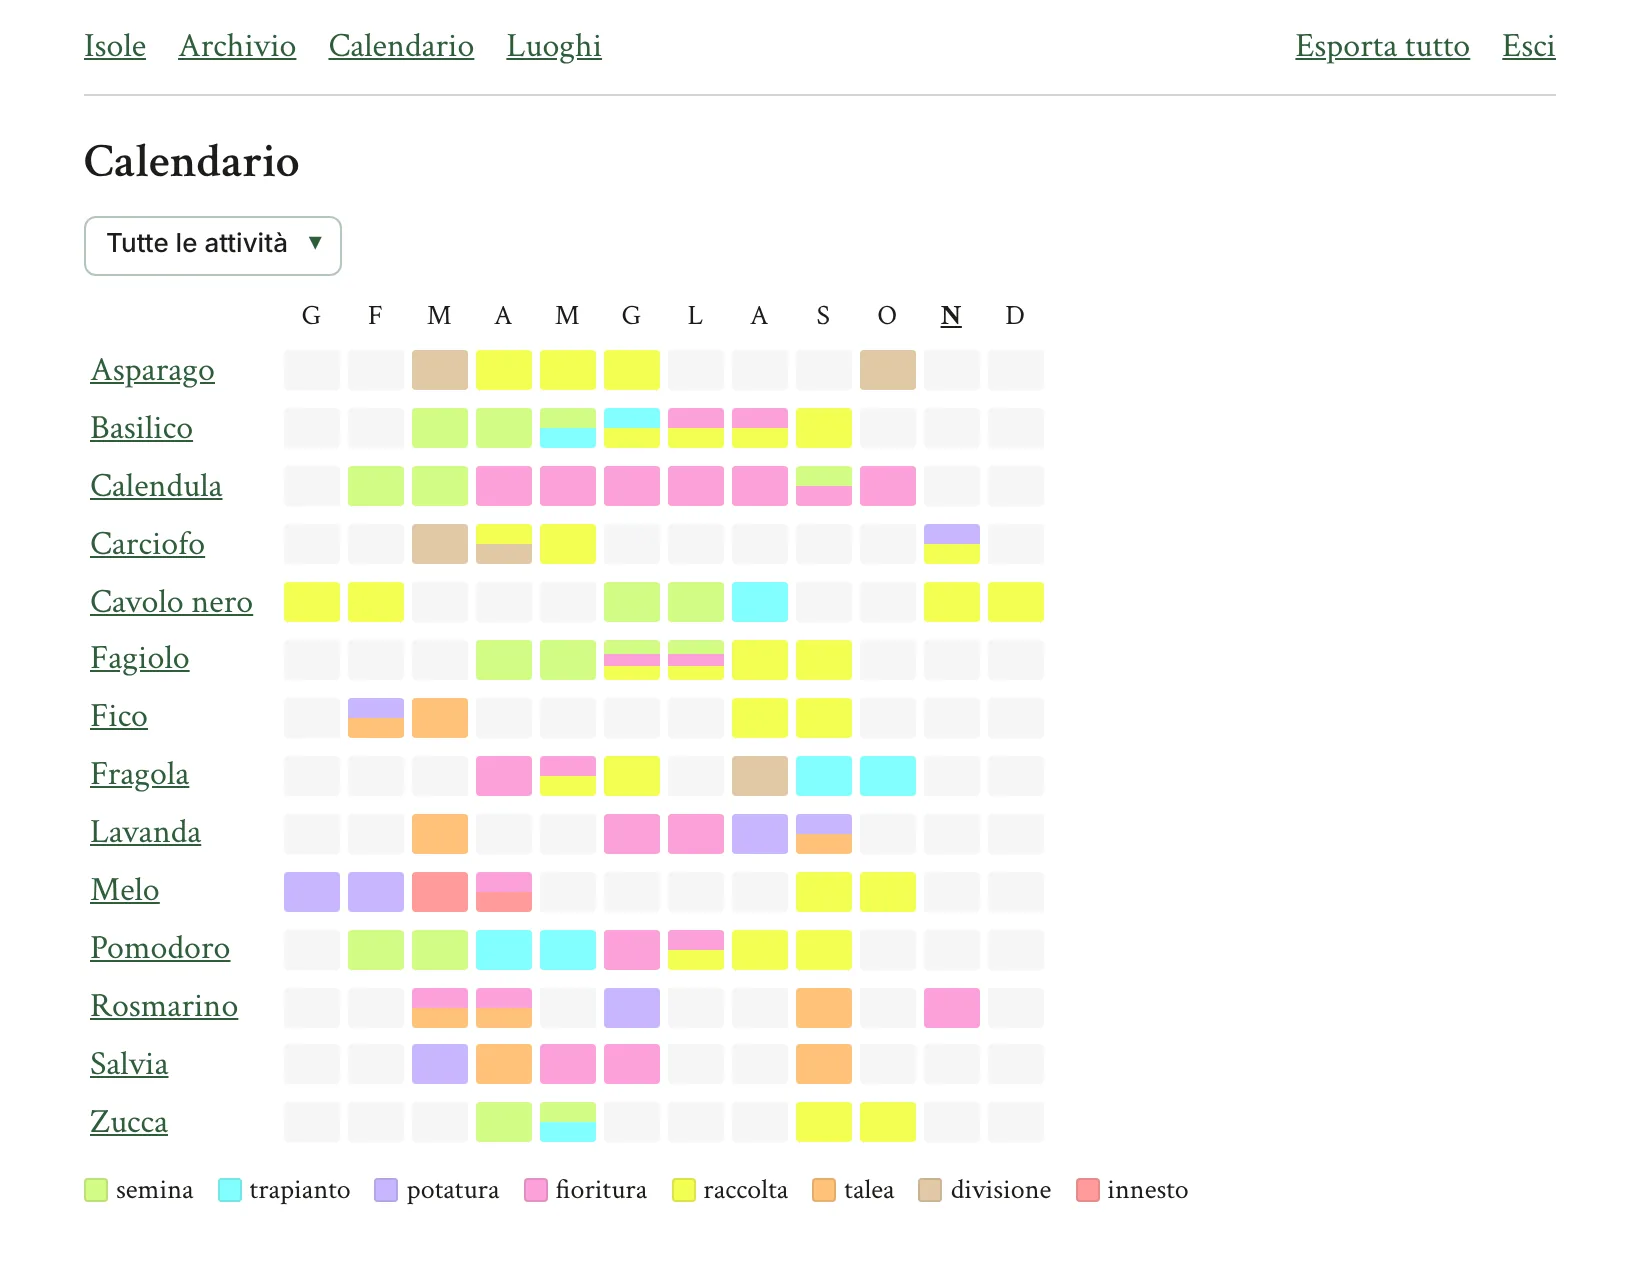 Isole Archivio Calendario Luoghi Esporta tutto Esci
Calendario
Tutte le attività ▼
G F M A M G L A S O N D
Asparago
Basilico
Calendula
Carciofo
Cavolo nero
Fagiolo
Fico
Fragola
Lavanda
Melo
Pomodoro
Rosmarino
Salvia
Zucca
semina trapianto potatura fioritura raccolta talea divisione innesto